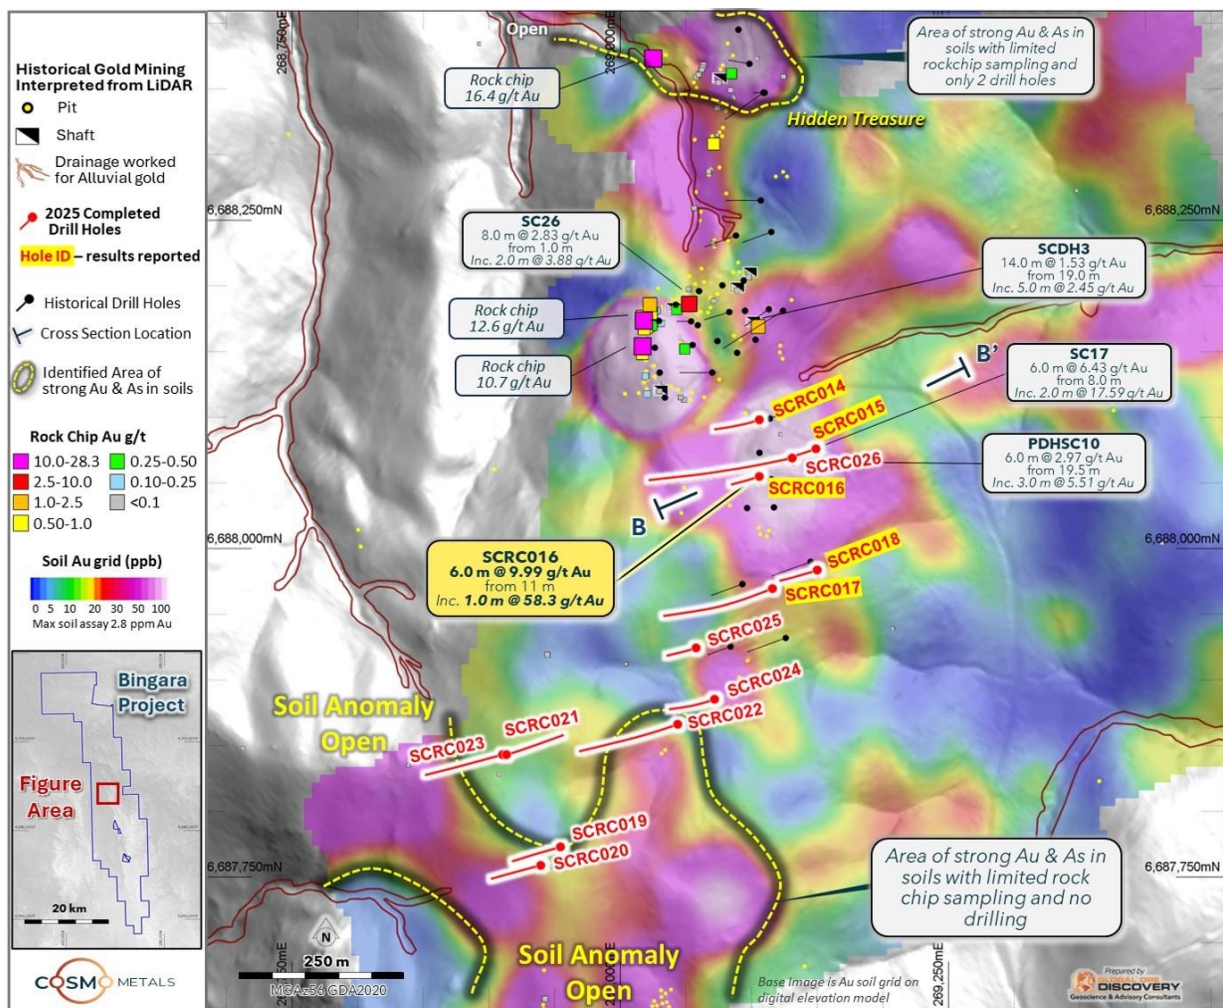 Historical Gold Mining
Interpreted from LiDAR
Pit
Shaft
Drainage worked
for Alluvial gold
2025 Completed
Drill Holes
Hole ID – results reported
Historical Drill Holes
Cross Section Location
Identified Area of
strong Au & As in soils
Rock Chip Au g/t
10.0-28.3
0.25-0.50
2.5-10.0
0.10-0.25
1.0-2.5
<0.1
0.50-1.0
Soil Au grid (ppb)
0 5 10 20 30 50 100
Max soil assay 2.8 ppm Au
Bingara
Project
Figure
Area
20 km
COSMO METALS
268,750mE
Open
Rock chip
16.4 g/t Au
Area of strong Au & As in
soils with limited
rockchip sampling and
only 2 drill holes
Hidden Treasure
6,688,250mN
6,688,250mN
SC26
8.0 m @ 2.83 g/t Au
from 1.0 m
Inc. 2.0 m @ 3.88 g/t Au
SCDH3
14.0 m @ 1.53 g/t Au
from 19.0 m
Inc. 5.0 m @ 2.45 g/t Au
Rock chip
12.6 g/t Au
Rock chip
10.7 g/t Au
B'
SC17
6.0 m @ 6.43 g/t Au
from 8.0 m
Inc. 2.0 m @ 17.59 g/t Au
SCRC014
SCRC015
SCRC026
PDHSC10
6.0 m @ 2.97 g/t Au
from 19.5 m
Inc. 3.0 m @ 5.51 g/t Au
SCRC016
B
SCRC016
6.0 m @ 9.99 g/t Au
from 11 m
Inc. 1.0 m @ 58.3 g/t Au
6,688,000mN
6,688,000mN
SCRC018
SCRC017
SCRC025
SCRC024
SCRC022
Soil Anomaly
Open
SCRC021
SCRC023
SCRC019
SCRC020
6,687,750mN
6,687,750mN
Area of strong Au & As in
soils with limited rock
chip sampling and no
drilling
N
250 m
MGAz56 GDA2020
Soil Anomaly
Open
269,250mE
Base Image is Au soil grid on
digital elevation model
Prepared by
GLOBAL ORE
DISCOVERY
Geoscience & Advisory Consultants